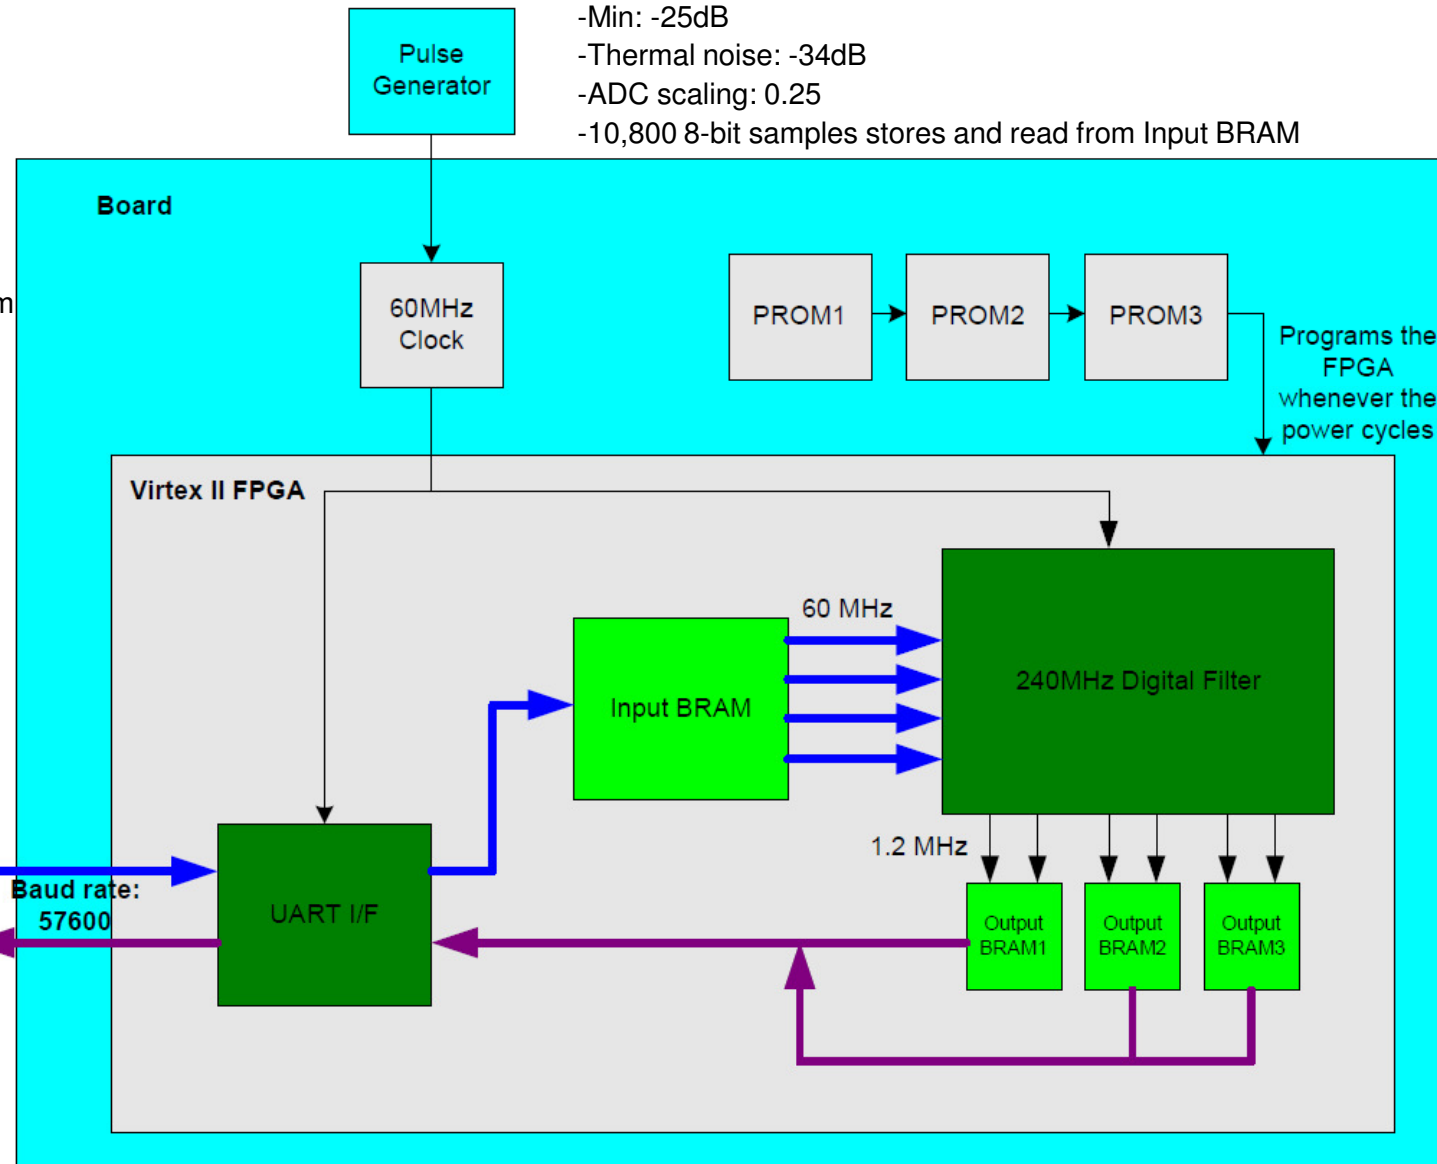 -Min: -25dB
-Thermal noise: -34dB
-ADC scaling: 0.25
-10,800 8-bit samples stores and read from Input BRAM
Pulse
Generator
Board
m
60MHz
Clock
PROM1
PROM2
PROM3
Programs the
FPGA
whenever the
power cycles
Virtex II FPGA
60 MHz
Input BRAM
240MHz Digital Filter
1.2 MHz
Baud rate:
57600
UART I/F
Output
BRAM1
Output
BRAM2
Output
BRAM3